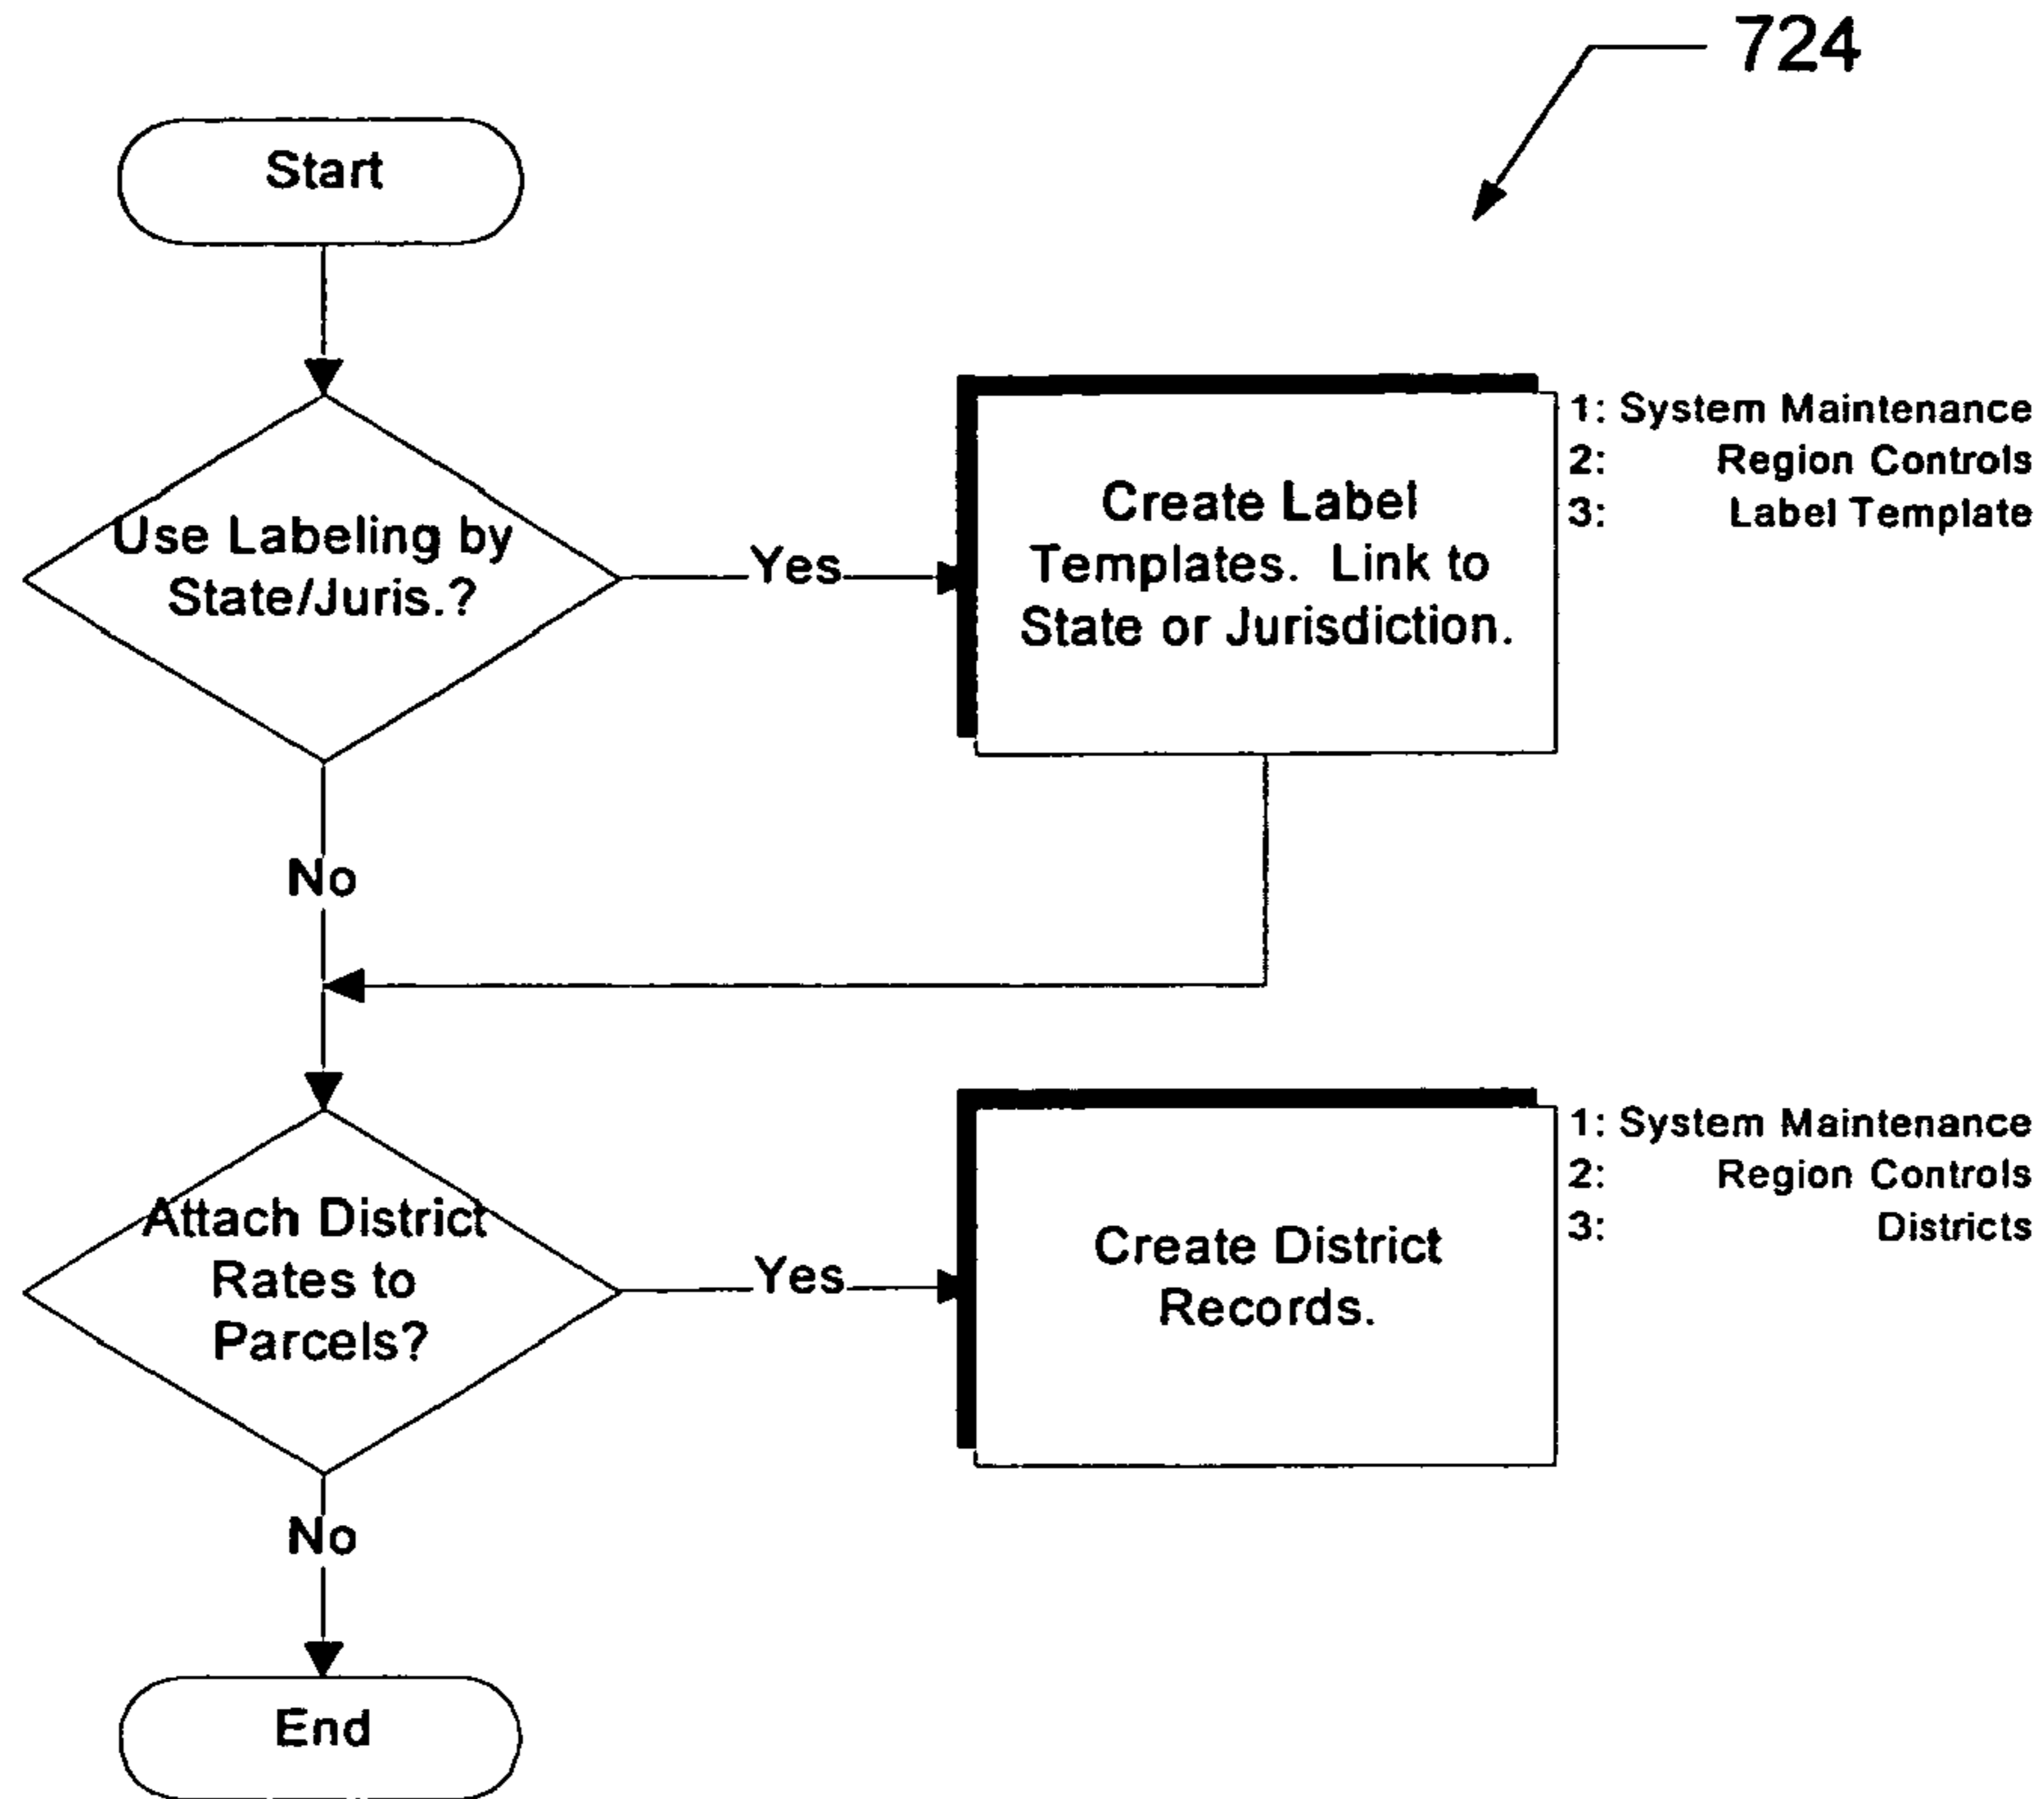 724
Start
Use Labeling by
State/Juris.?
Yes
Create Label
Templates. Link to
State or Jurisdiction.
1: System Maintenance
2: Region Controls
3: Label Template
No
Attach District
Rates to
Parcels?
Yes
Create District
Records.
1: System Maintenance
2: Region Controls
3: Districts
No
End